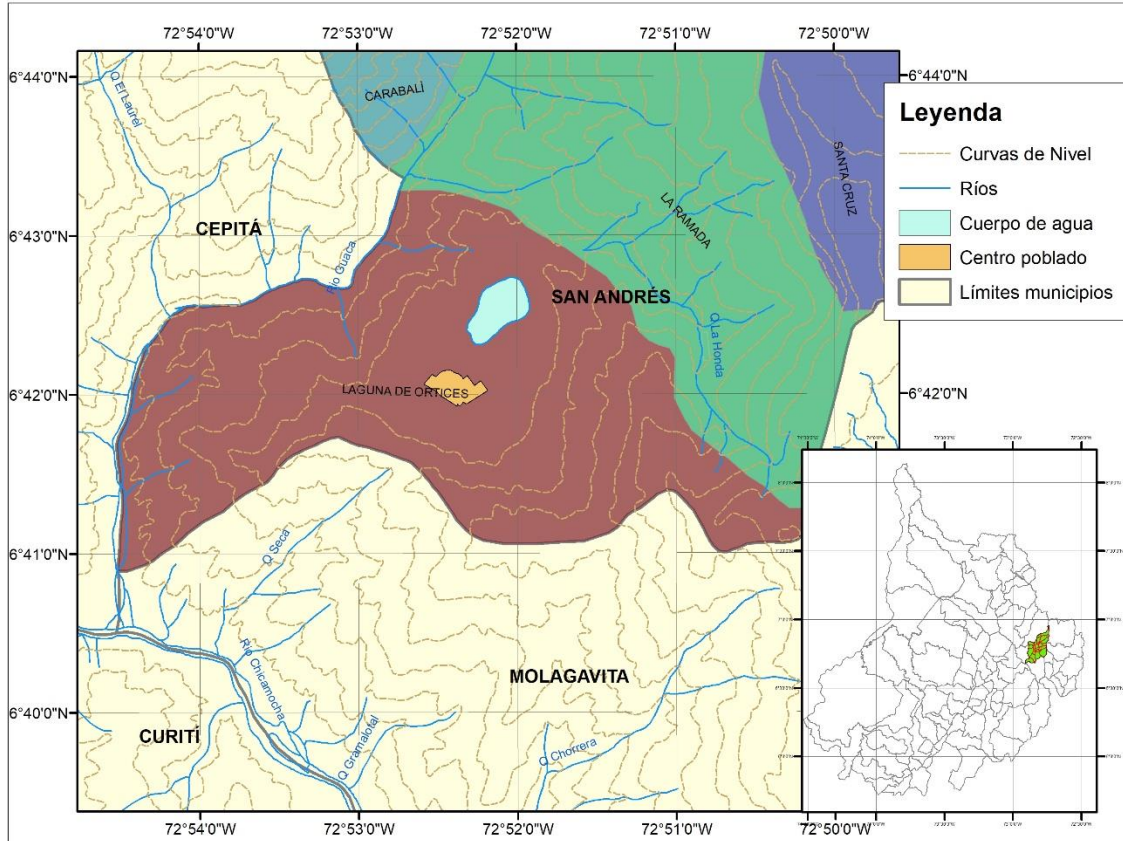 72°54'0"W
72°53'0"W
72°52'0"W
72°51'0"W
72°50'0"W
6°44'0"N
6°44'0"N
Q El Laurel
CARABALÍ
Leyenda
Curvas de Nivel
Ríos
Cuerpo de agua
Centro poblado
Límites municipios
SANTA CRUZ
LA RAMADA
6°43'0"N
CEPITÁ
Río Guaca
SAN ANDRÉS
Q La Honda
6°42'0"N
LAGUNA DE ORTICES
6°42'0"N
6°41'0"N
Q Seca
Río Chicamocha
MOLAGAVITA
6°40'0"N
CURITÍ
Q Gramalotal
Q Chorrera
72°54'0"W
72°53'0"W
72°52'0"W
72°51'0"W
72°50'0"W